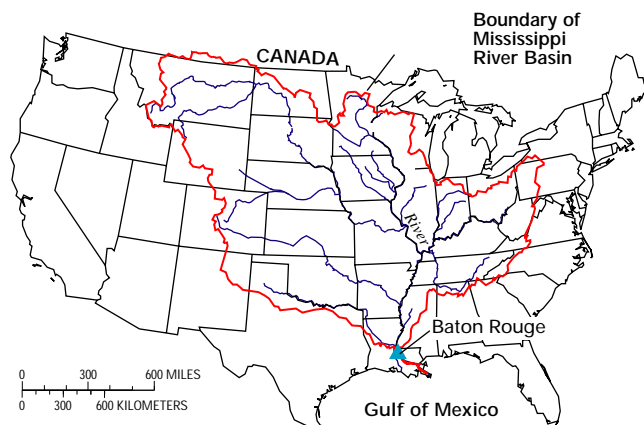 Boundary of
Mississippi
River Basin
CANADA
River
Baton Rouge
0 300 600 MILES
0 300 600 KILOMETERS
Gulf of Mexico